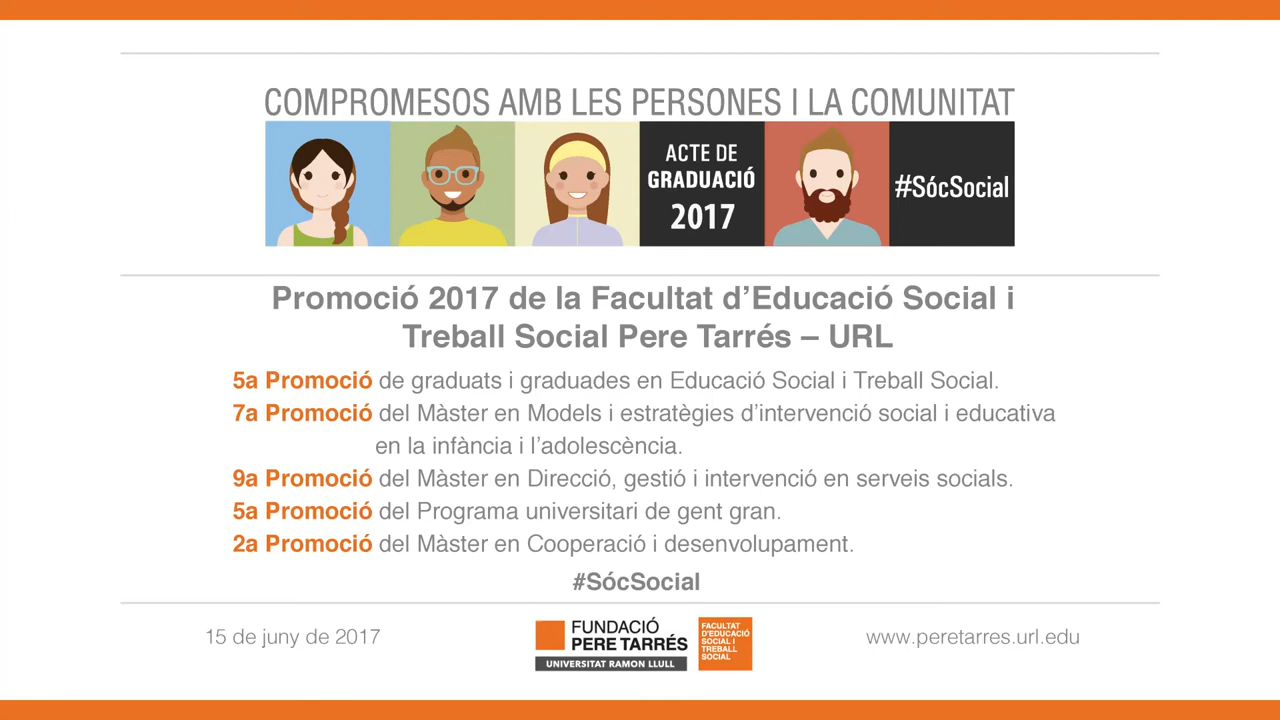 COMPROMESOS AMB LES PERSONES I LA COMUNITAT
ACTE DE
GRADUACIÓ
2017
#SócSocial
Promoció 2017 de la Facultat d’Educació Social i
Treball Social Pere Tarrés – URL
5a Promoció de graduats i graduades en Educació Social i Treball Social.
7a Promoció del Màster en Models i estratègies d’intervenció social i educativa
en la infància i l’adolescència.
9a Promoció del Màster en Direcció, gestió i intervenció en serveis socials.
5a Promoció del Programa universitari de gent gran.
2a Promoció del Màster en Cooperació i desenvolupament.
#SócSocial
15 de juny de 2017
FUNDACIÓ
PERE TARRÉS
UNIVERSITAT RAMON LLULL
FACULTAT
D'EDUCACIÓ
SOCIAL I
TREBALL
SOCIAL
www.peretarres.url.edu